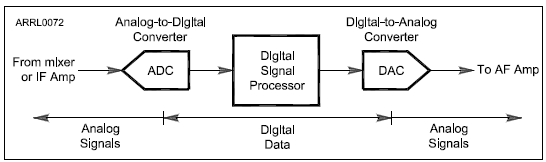 ARRL0072
Analog-to-Digital
Converter
Digital-to-Analog
Converter
From mixer
or IF Amp
ADC
Digital
Signal
Processor
DAC
To AF Amp
Analog
Signals
Digital
Data
Analog
Signals